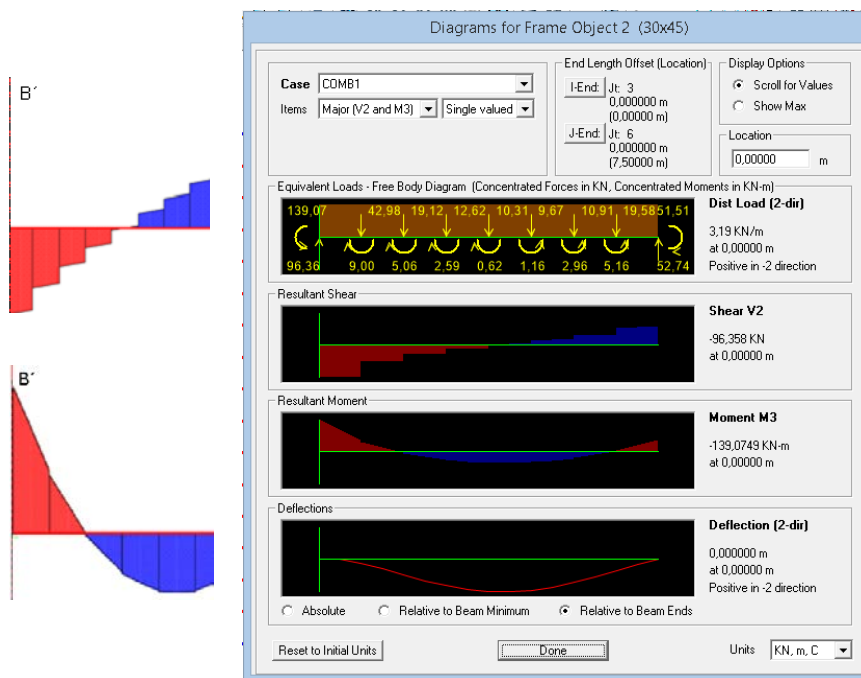 Diagrams for Frame Object 2 (30x45)
B´
B´
Case COMB1
Items Major (V2 and M3) Single valued
End Length Offset (Location)
I-End: Jt: 3
0,000000 m
(0,00000 m)
J-End: Jt: 6
0,000000 m
(7,50000 m)
Display Options
Scroll for Values
Show Max
Location
0,00000 m
Equivalent Loads - Free Body Diagram (Concentrated Forces in KN, Concentrated Moments in KN-m)
139,07 42,98 19,12 12,62 10,31 9,67 10,91 19,58 51,51
96,36 9,00 5,06 2,59 0,62 1,16 2,96 5,16 52,74
Dist Load (2-dir)
3,19 KN/m
at 0,00000 m
Positive in -2 direction
Resultant Shear
Shear V2
-96,358 KN
at 0,00000 m
Resultant Moment
Moment M3
-139,0749 KN-m
at 0,00000 m
Deflections
Deflection (2-dir)
0,000000 m
at 0,00000 m
Positive in -2 direction
Absolute Relative to Beam Minimum Relative to Beam Ends
Reset to Initial Units Done Units KN, m, C